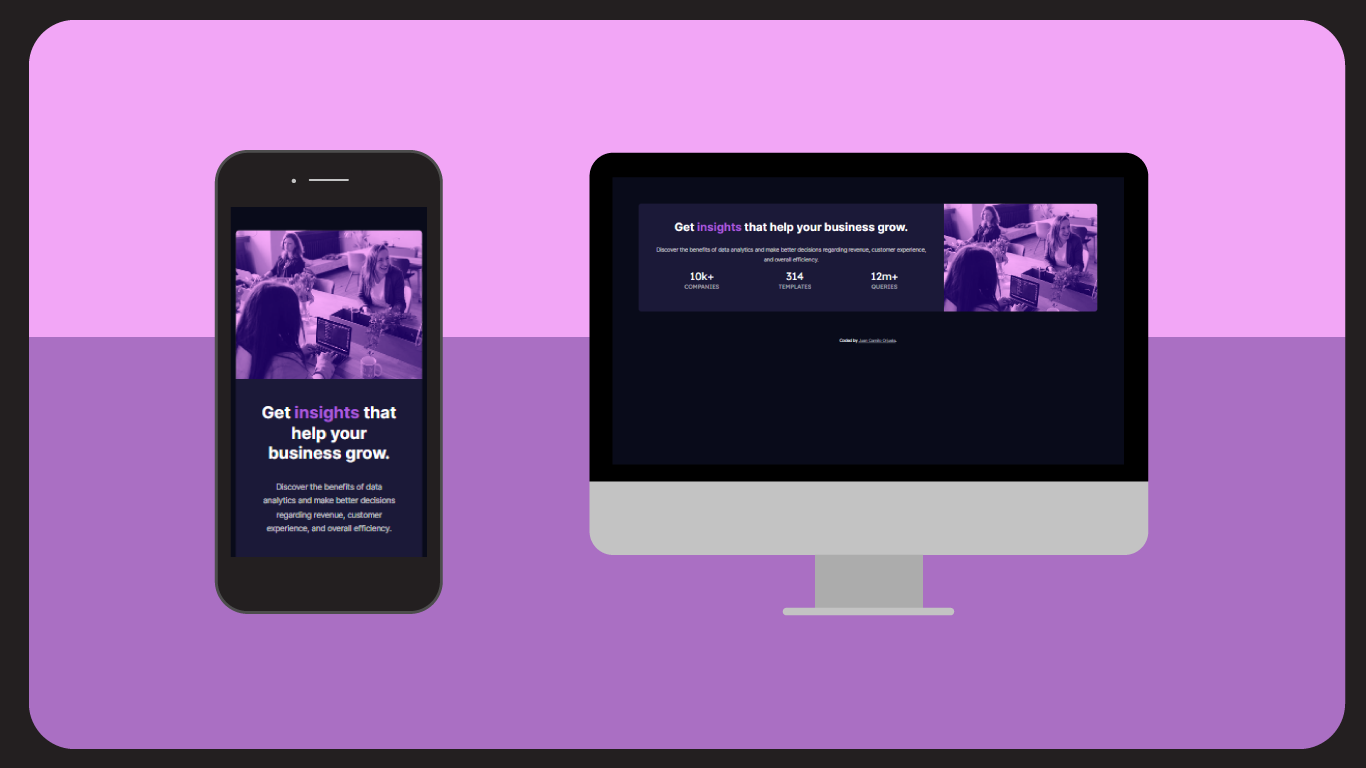 Get insights that
help your
business grow.
Discover the benefits of data
analytics and make better decisions
regarding revenue, customer
experience, and overall efficiency.
Get insights that help your business grow.
Discover the benefits of data analytics and make better decisions regarding revenue, customer experience,
and overall efficiency.
10k+ 314 12m+
COMPANIES TEMPLATES QUERIES
Coded by Juan Camilo